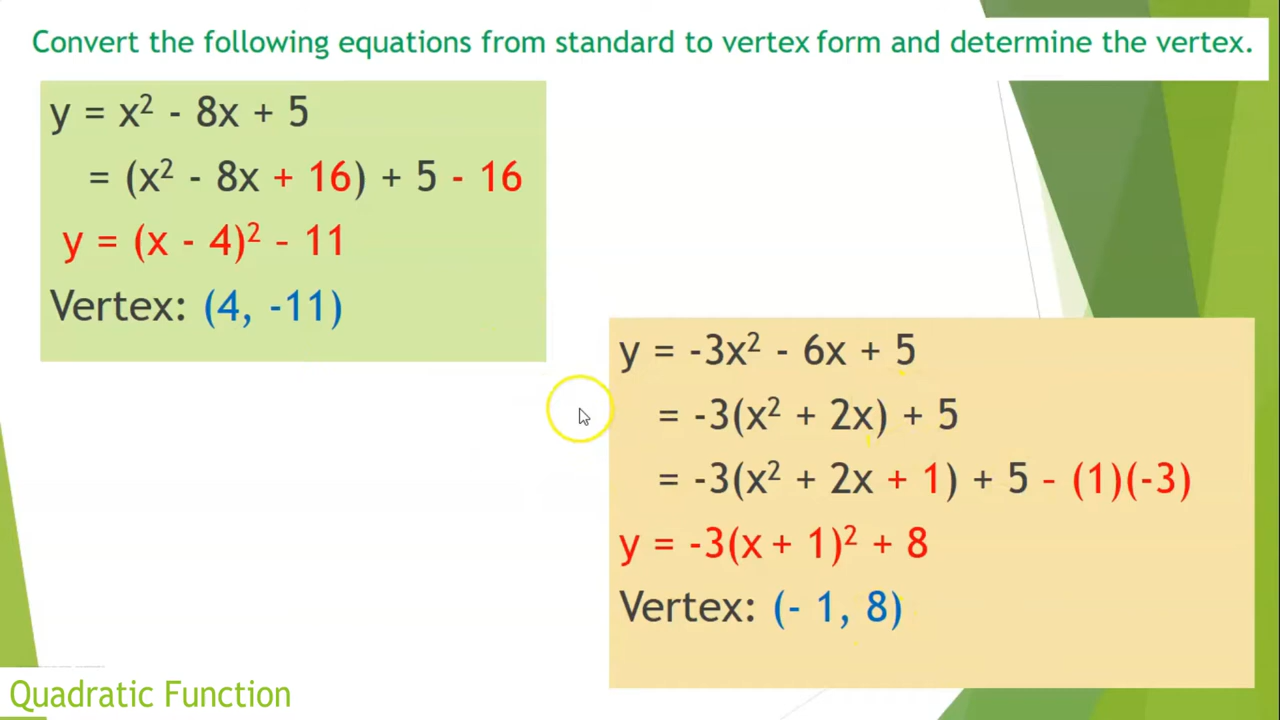 Convert the following equations from standard to vertex form and determine the vertex.
y = x² - 8x + 5
= (x² - 8x + 16) + 5 - 16
y = (x - 4)² - 11
Vertex: (4, -11)
y = -3x² - 6x + 5
= -3(x² + 2x) + 5
= -3(x² + 2x + 1) + 5 - (1)(-3)
y = -3(x + 1)² + 8
Vertex: (- 1, 8)
Quadratic Function